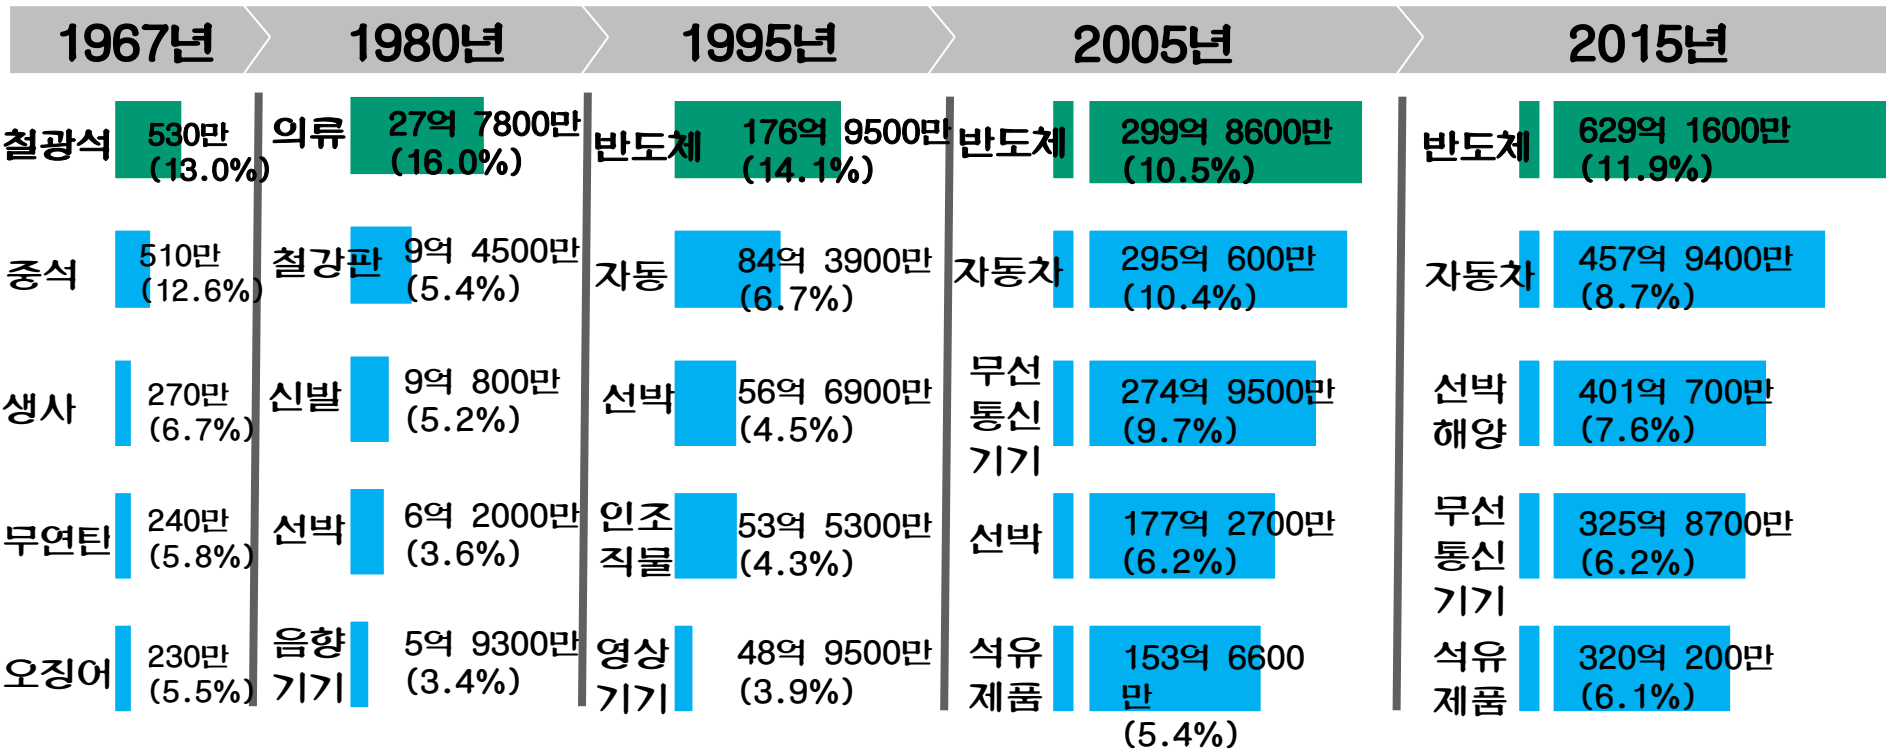 1967년
1980년
1995년
2005년
2015년
철광석
530만
(13.0%)
중석
510만
(12.6%)
생사
270만
(6.7%)
무연탄
240만
(5.8%)
오징어
230만
(5.5%)
의류
27억 7800만
(16.0%)
철강판
9억 4500만
(5.4%)
신발
9억 800만
(5.2%)
선박
6억 2000만
(3.6%)
음향
기기
5억 9300만
(3.4%)
반도체
176억 9500만
(14.1%)
자동
84억 3900만
(6.7%)
선박
56억 6900만
(4.5%)
인조
직물
53억 5300만
(4.3%)
영상
기기
48억 9500만
(3.9%)
반도체
299억 8600만
(10.5%)
자동차
295억 600만
(10.4%)
무선
통신
기기
274억 9500만
(9.7%)
선박
177억 2700만
(6.2%)
석유
제품
153억 6600
만
(5.4%)
반도체
629억 1600만
(11.9%)
자동차
457억 9400만
(8.7%)
선박
해양
401억 700만
(7.6%)
무선
통신
기기
325억 8700만
(6.2%)
석유
제품
320억 200만
(6.1%)